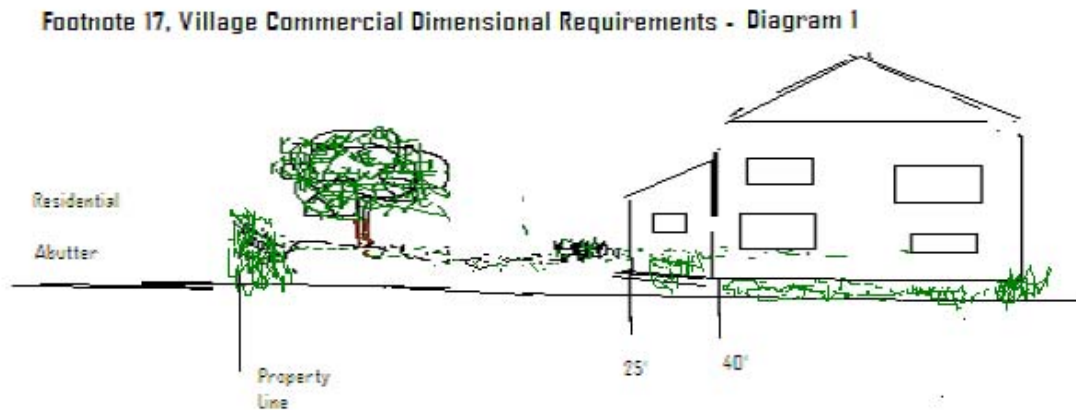 Footnote 17, Village Commercial Dimensional Requirements - Diagram 1
Residential
Abutter
25'
40'
Property
line